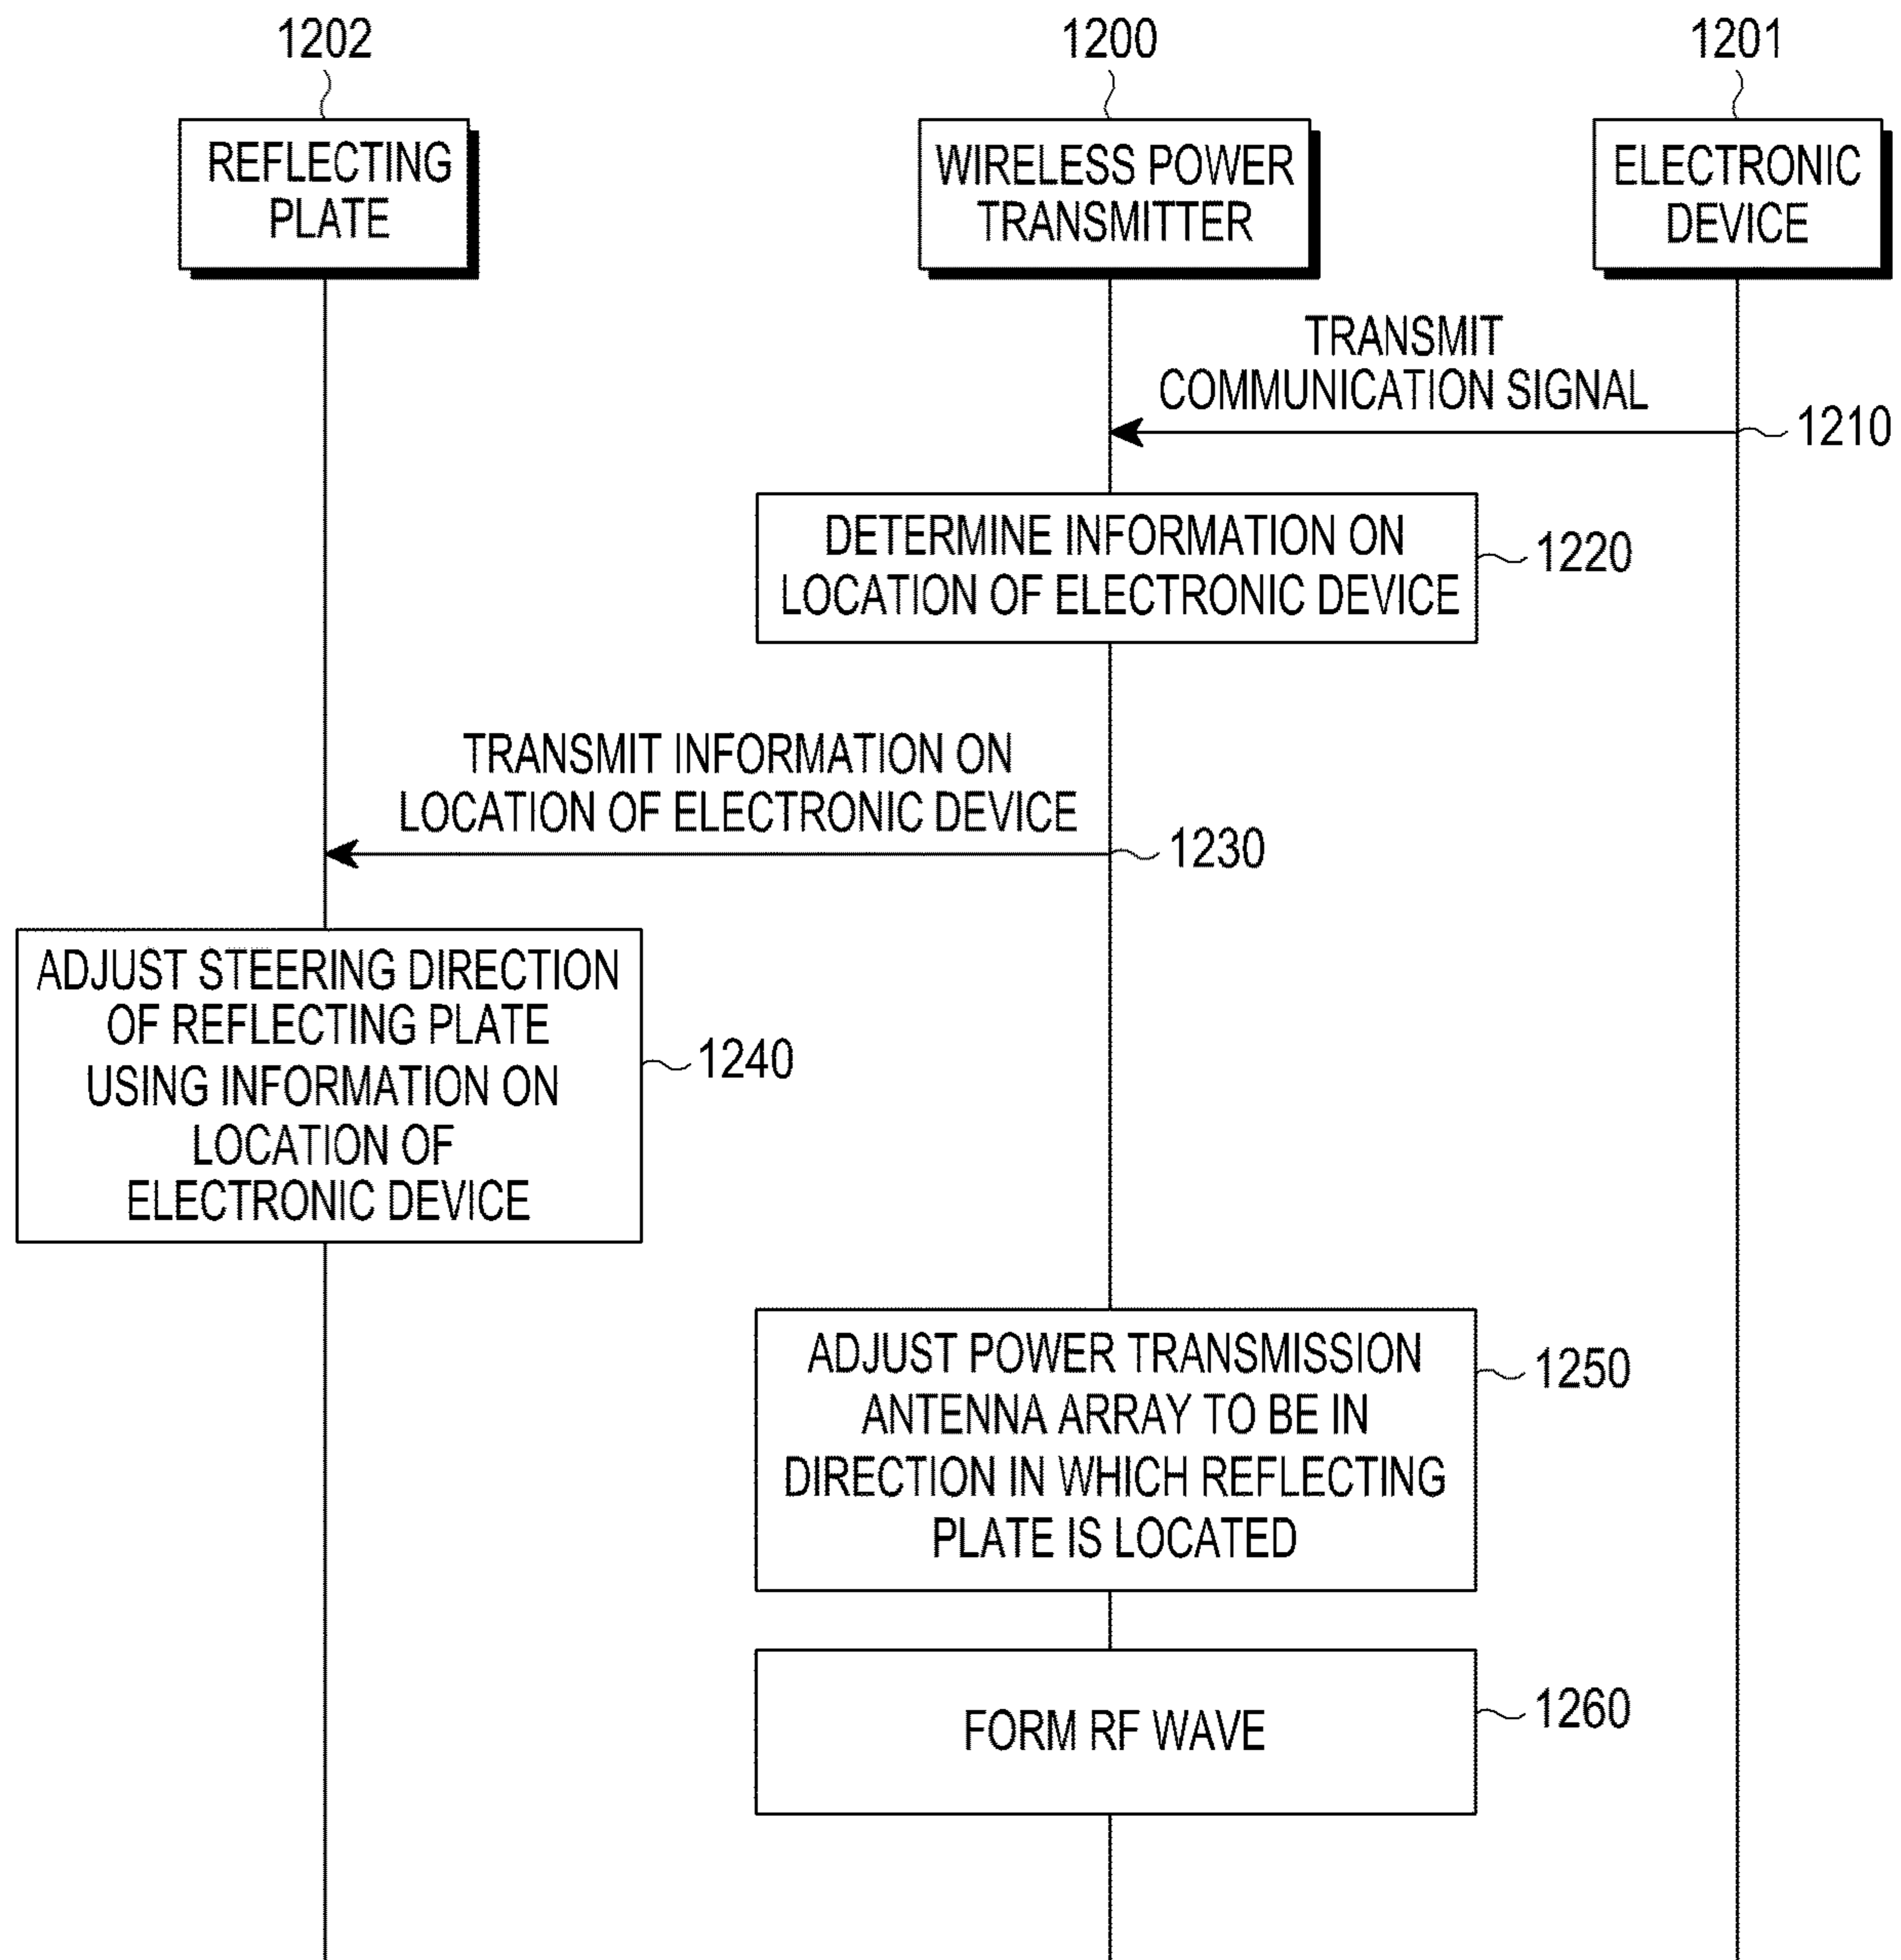 1202
1200
1201
REFLECTING
PLATE
WIRELESS POWER
TRANSMITTER
ELECTRONIC
DEVICE
TRANSMIT
COMMUNICATION SIGNAL
1210
DETERMINE INFORMATION ON
LOCATION OF ELECTRONIC DEVICE
1220
TRANSMIT INFORMATION ON
LOCATION OF ELECTRONIC DEVICE
1230
ADJUST STEERING DIRECTION
OF REFLECTING PLATE
USING INFORMATION ON
LOCATION OF
ELECTRONIC DEVICE
1240
ADJUST POWER TRANSMISSION
ANTENNA ARRAY TO BE IN
DIRECTION IN WHICH REFLECTING
PLATE IS LOCATED
1250
FORM RF WAVE
1260